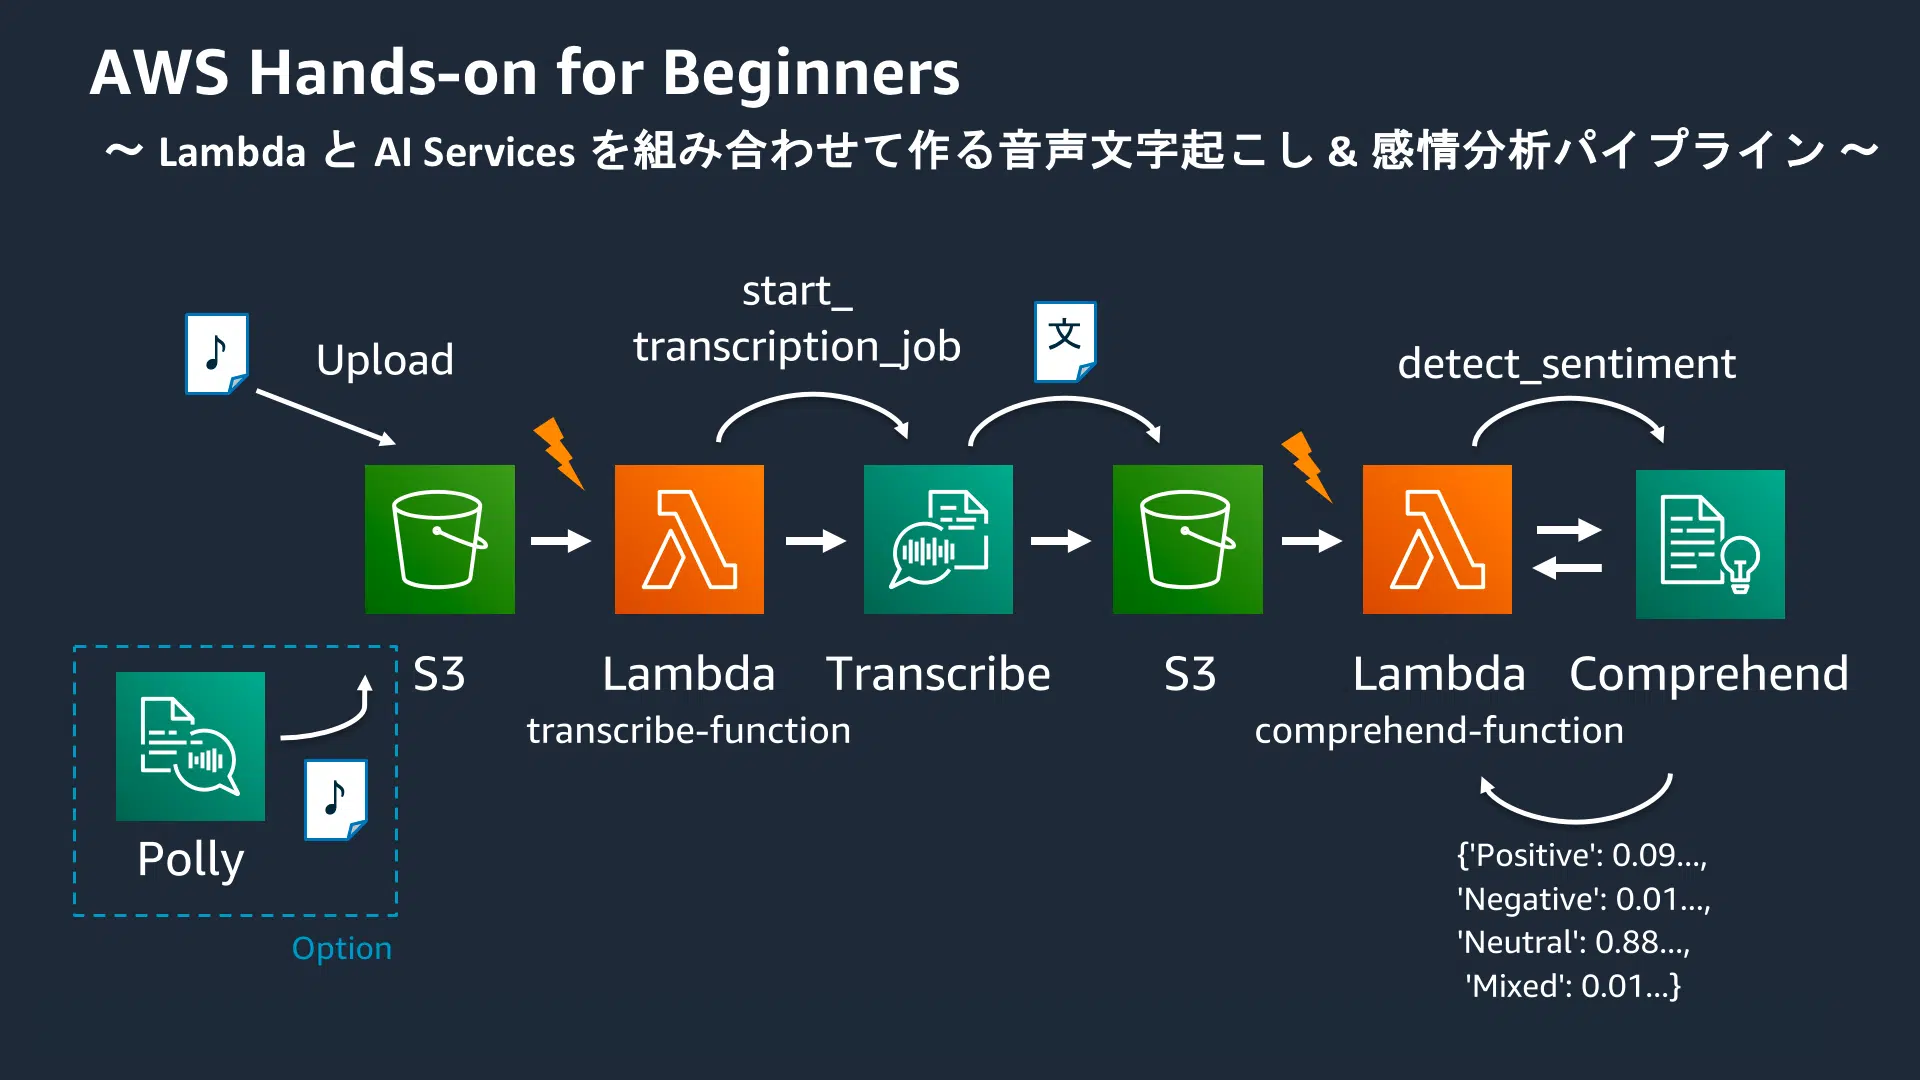 AWS Hands-on for Beginners
〜 Lambda と AI Services を組み合わせて作る音声文字起こし & 感情分析パイプライン 〜
♪
Upload
start_
transcription_job
文
detect_sentiment
S3
Lambda
transcribe-function
Transcribe
S3
Lambda
comprehend-function
Comprehend
Polly
♪
Option
{'Positive': 0.09...,
'Negative': 0.01...,
'Neutral': 0.88...,
'Mixed': 0.01...}